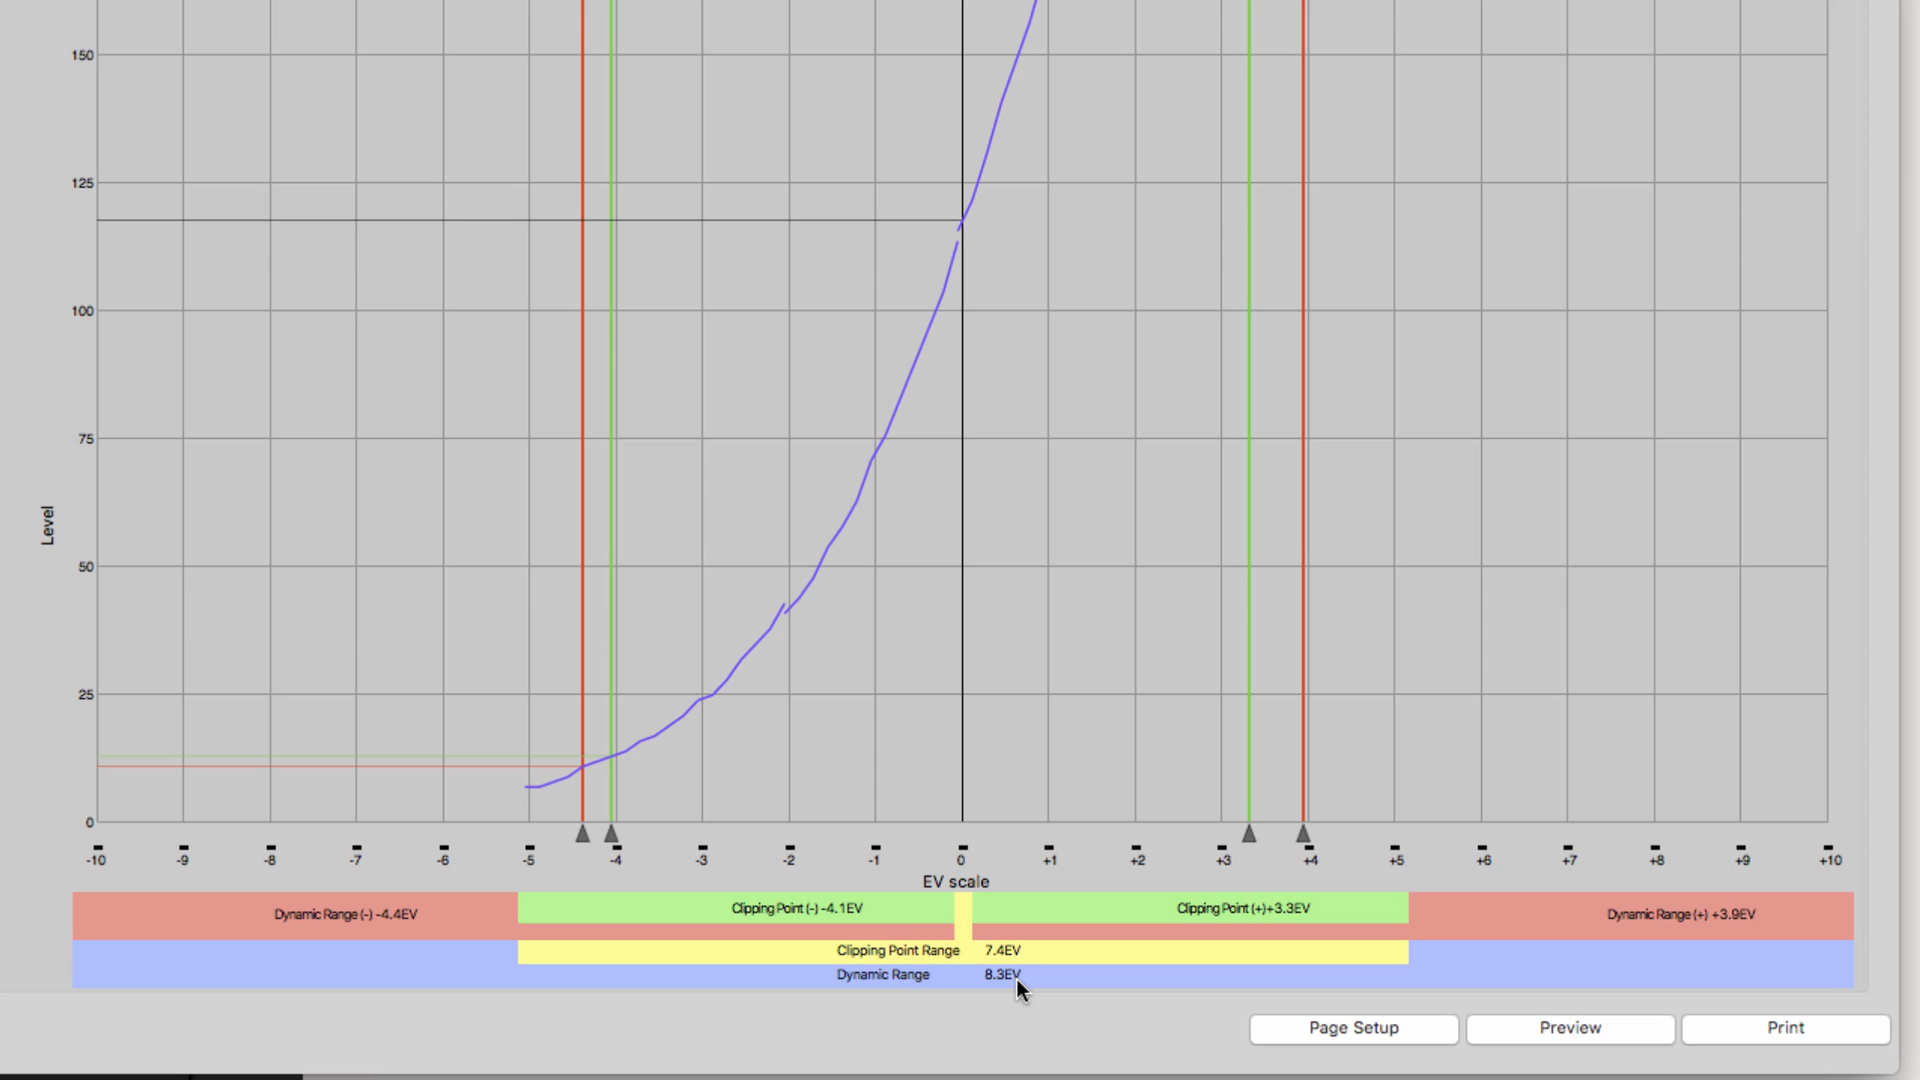 150
125
100
75
Level
50
25
0
-10 -9 -8 -7 -6 -5 -4 -3 -2 -1 0 +1 +2 +3 +4 +5 +6 +7 +8 +9 +10
EV scale
Dynamic Range (-) -4.4EV Clipping Point (-) -4.1EV Clipping Point (+)+3.3EV Dynamic Range (+) +3.9EV
Clipping Point Range 7.4EV
Dynamic Range 8.3EV
Page Setup Preview Print